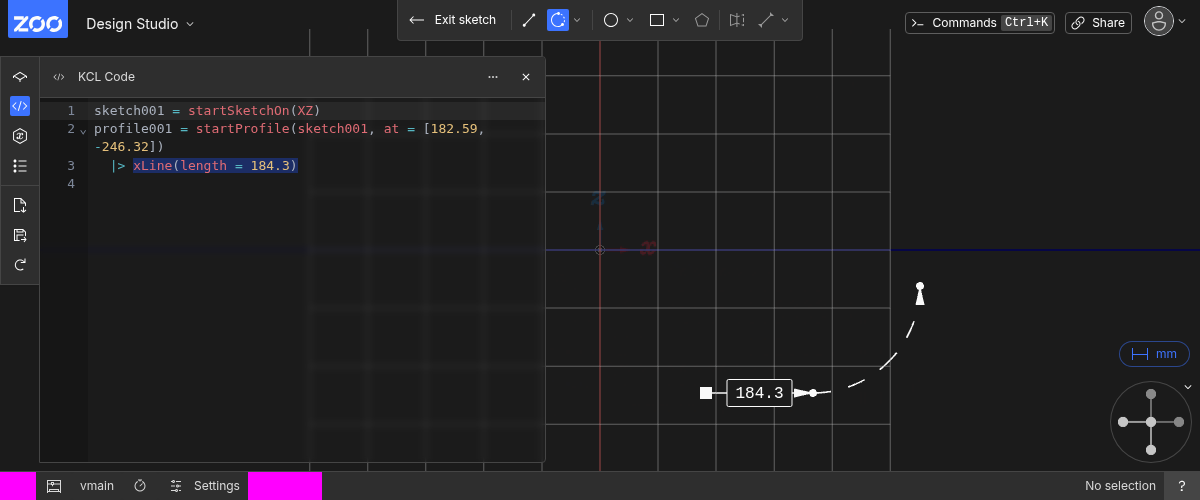 ZOO Design Studio
Exit sketch
Commands Ctrl+K
Share
KCL Code
1 sketch001 = startSketchOn(XZ)
2 profile001 = startProfile(sketch001, at = [182.59,
-246.32])
3 |> xLine(length = 184.3)
4
z
x
184.3
mm
vmain
Settings
No selection
?